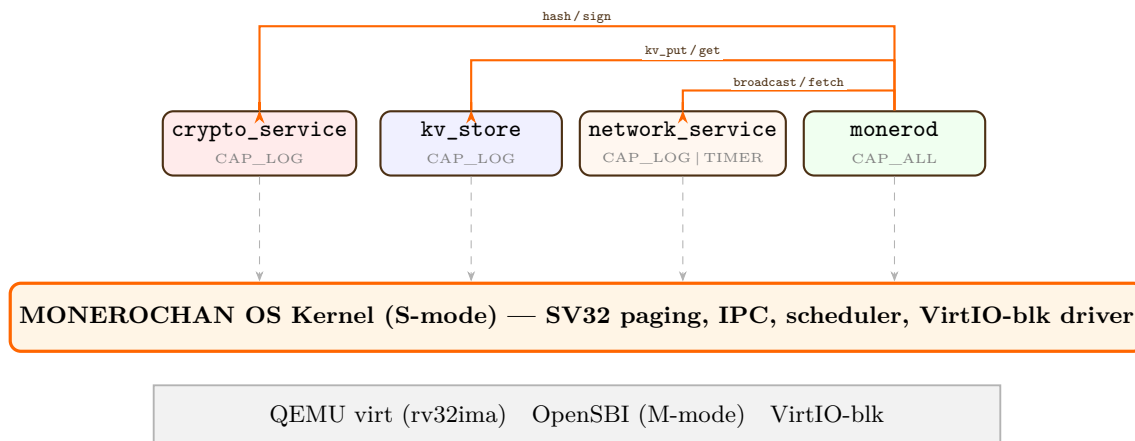 hash / sign
kv_put / get
broadcast / fetch
crypto_service kv_store network_service monerod
CAP_LOG CAP_LOG CAP_LOG | TIMER CAP_ALL
MONEROCHAN OS Kernel (S-mode) — SV32 paging, IPC, scheduler, VirtIO-blk driver
QEMU virt (rv32ima) OpenSBI (M-mode) VirtIO-blk